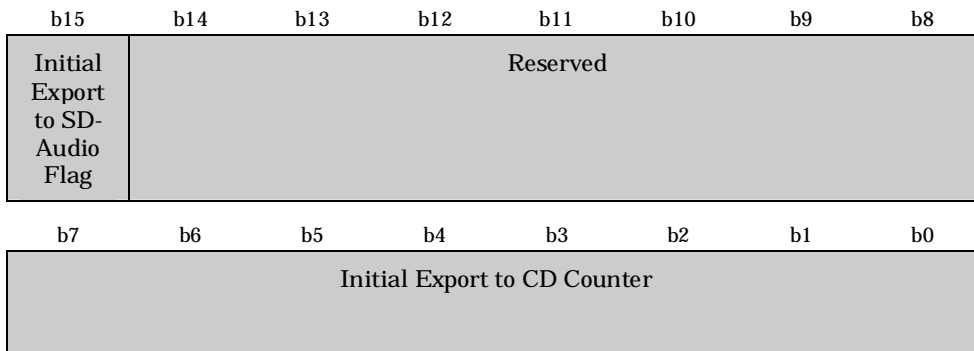 b15 b14 b13 b12 b11 b10 b9 b8
Initial Reserved
Export
to SD-
Audio
Flag
b7 b6 b5 b4 b3 b2 b1 b0
Initial Export to CD Counter